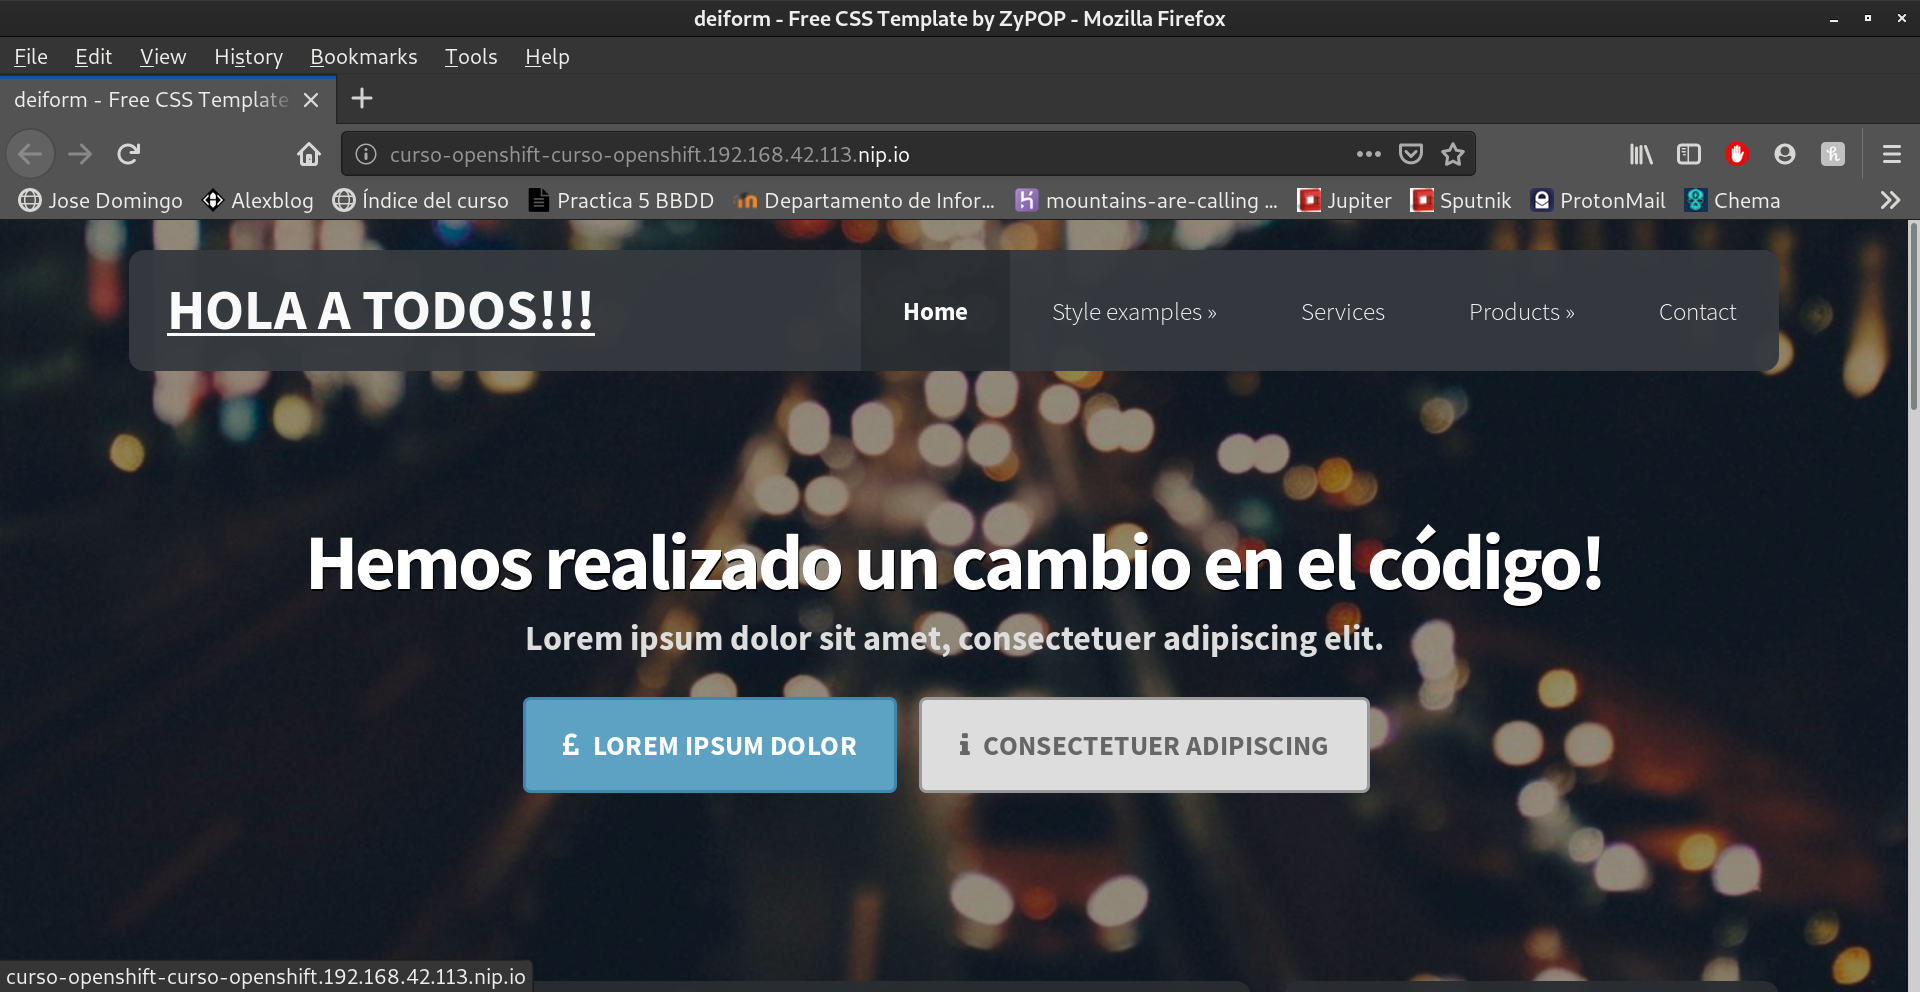 deiform - Free CSS Template by ZyPOP - Mozilla Firefox
File Edit View History Bookmarks Tools Help
deiform - Free CSS Template
curso-openshift-curso-openshift.192.168.42.113.nip.io
Jose Domingo Alexblog Índice del curso Practica 5 BBDD Departamento de Infor... mountains-are-calling ... Jupiter Sputnik ProtonMail Chema
HOLA A TODOS!!! Home Style examples » Services Products » Contact
Hemos realizado un cambio en el código!
Lorem ipsum dolor sit amet, consectetuer adipiscing elit.
£ LOREM IPSUM DOLOR i CONSECTETUER ADIPISCING
curso-openshift-curso-openshift.192.168.42.113.nip.io